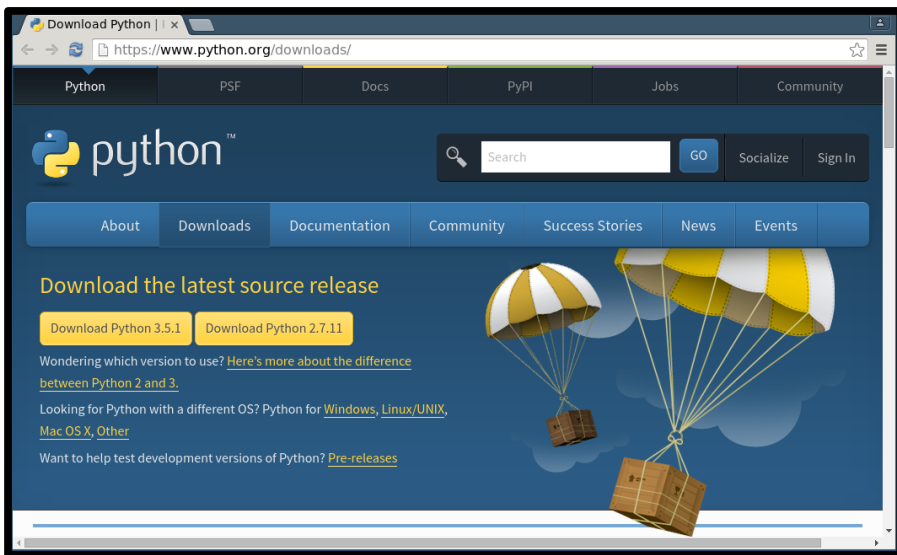 Download Python |
https://www.python.org/downloads/
Python PSF Docs PyPI Jobs Community
python™
Search GO Socialize Sign In
About Downloads Documentation Community Success Stories News Events
Download the latest source release
Download Python 3.5.1 Download Python 2.7.11
Wondering which version to use? Here's more about the difference
between Python 2 and 3.
Looking for Python with a different OS? Python for Windows, Linux/UNIX,
Mac OS X, Other
Want to help test development versions of Python? Pre-releases